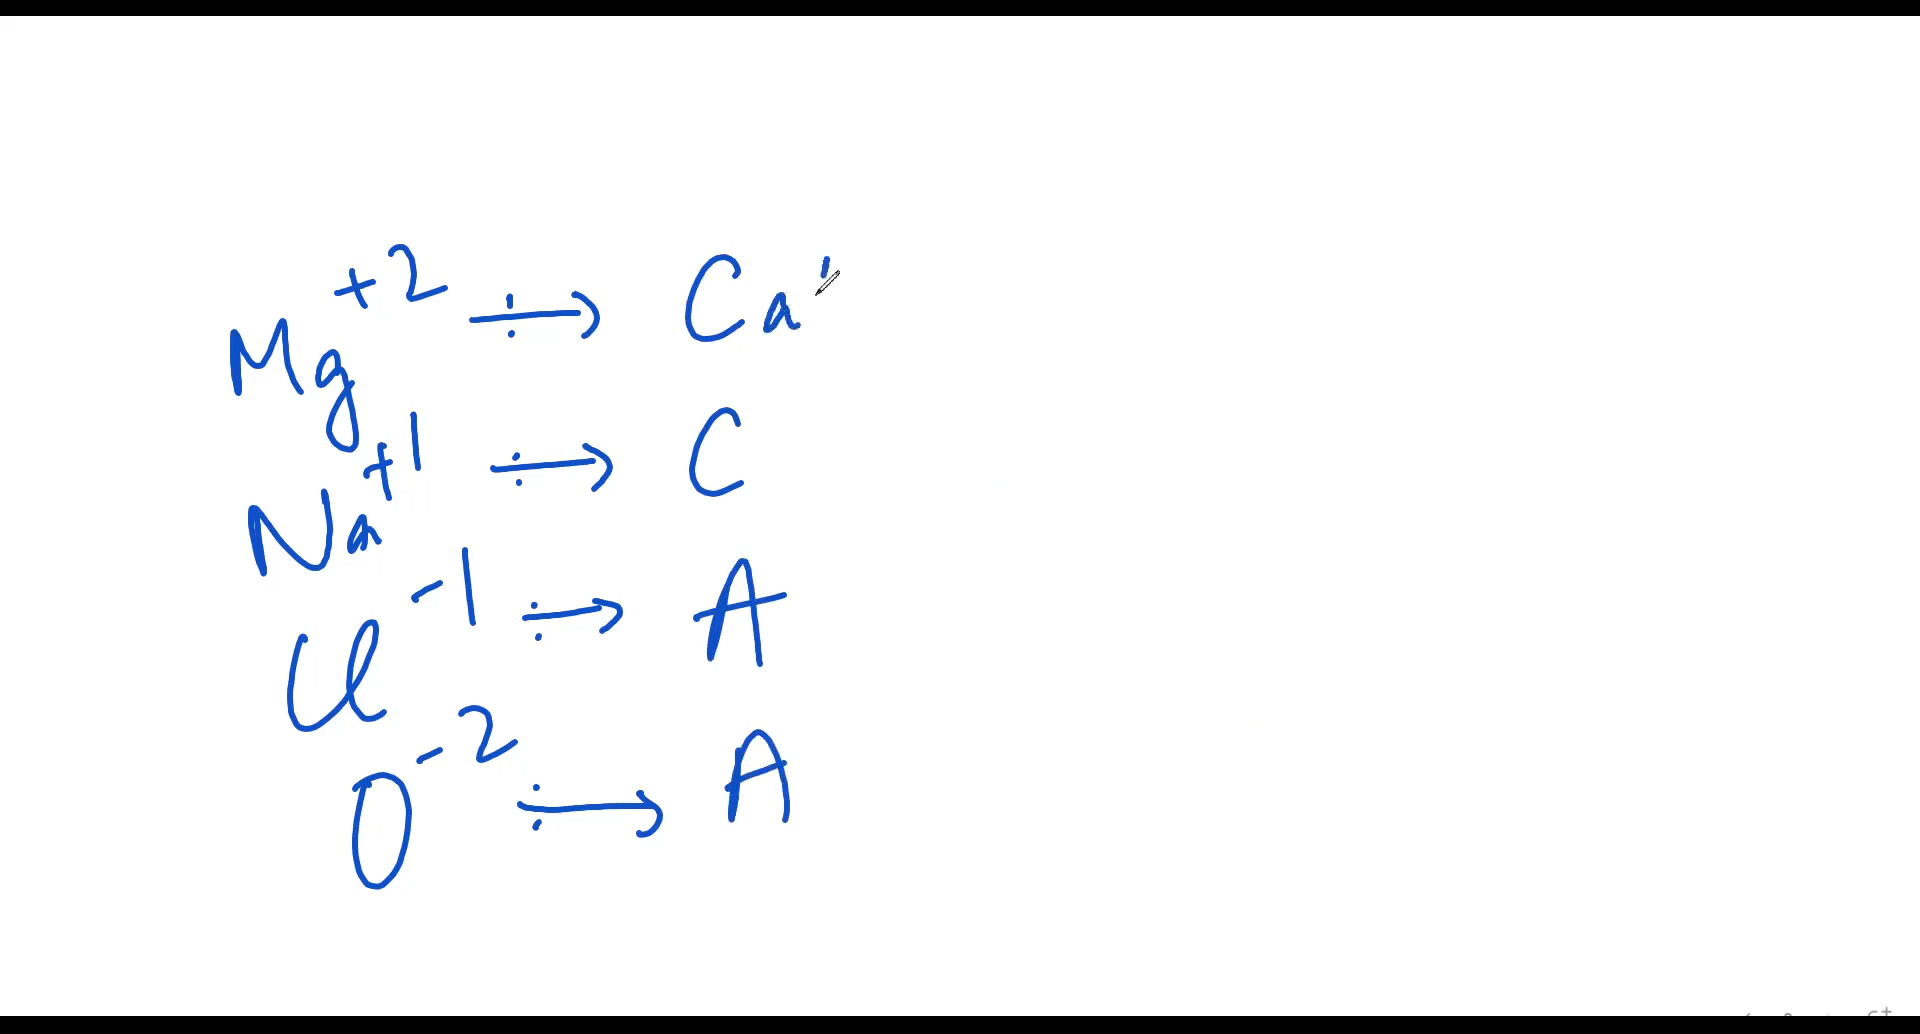 Mg⁺² ÷→ Ca'
Na⁺¹ ÷→ C
Cl⁻¹ ÷→ A
O⁻² ÷→ A